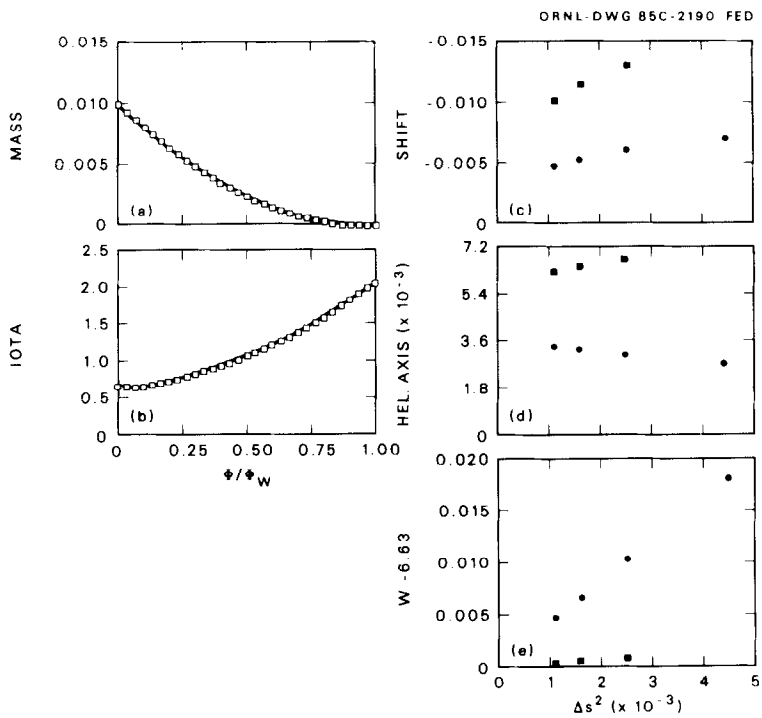 ORNL-DWG 85C-2190 FED
MASS
0.015
0.010
0.005
0
(a)
IOTA
2.5
2.0
1.5
1.0
0.5
0
(b)
0 0.25 0.50 0.75 1.00
Φ/Φ_W
SHIFT
-0.015
-0.010
-0.005
0
(c)
HEL. AXIS (x 10⁻³)
7.2
5.4
3.6
1.8
0
(d)
W -6.63
0.020
0.015
0.010
0.005
0
(e)
0 1 2 3 4 5
Δs² (x 10⁻³)